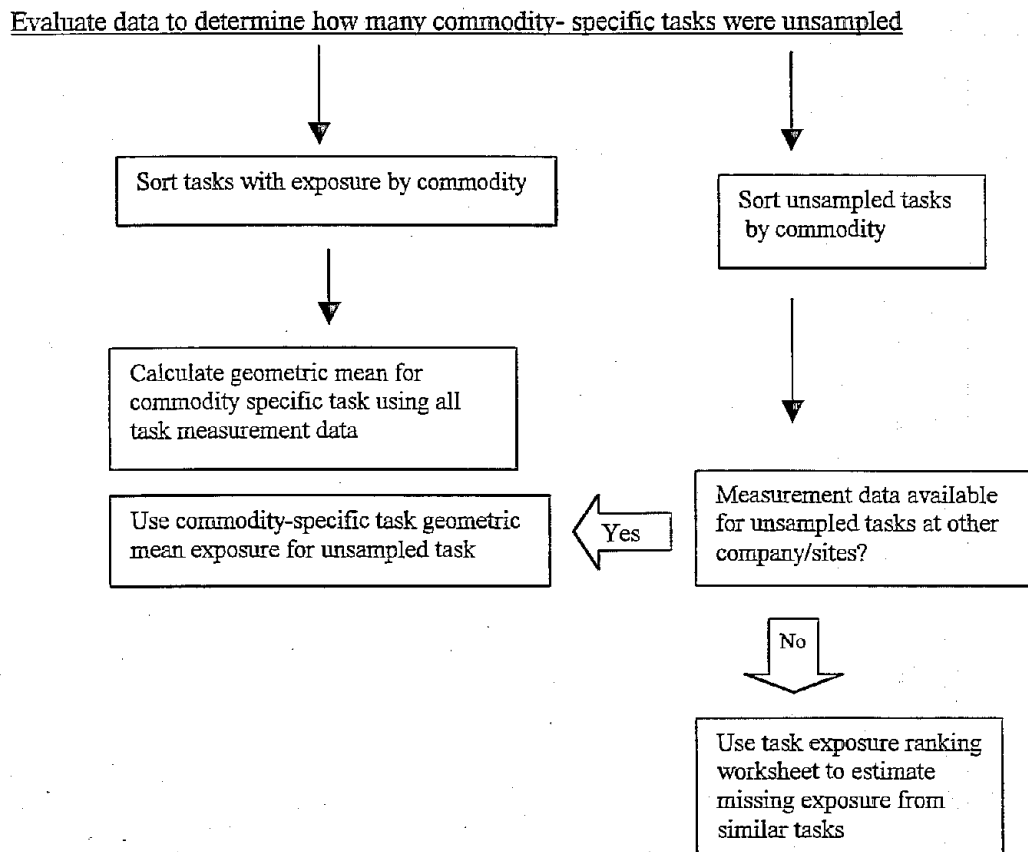 Evaluate data to determine how many commodity- specific tasks were unsampled
Sort tasks with exposure by commodity
Sort unsampled tasks
by commodity
Calculate geometric mean for
commodity specific task using all
task measurement data
Use commodity-specific task geometric
mean exposure for unsampled task
Yes
Measurement data available
for unsampled tasks at other
company/sites?
No
Use task exposure ranking
worksheet to estimate
missing exposure from
similar tasks